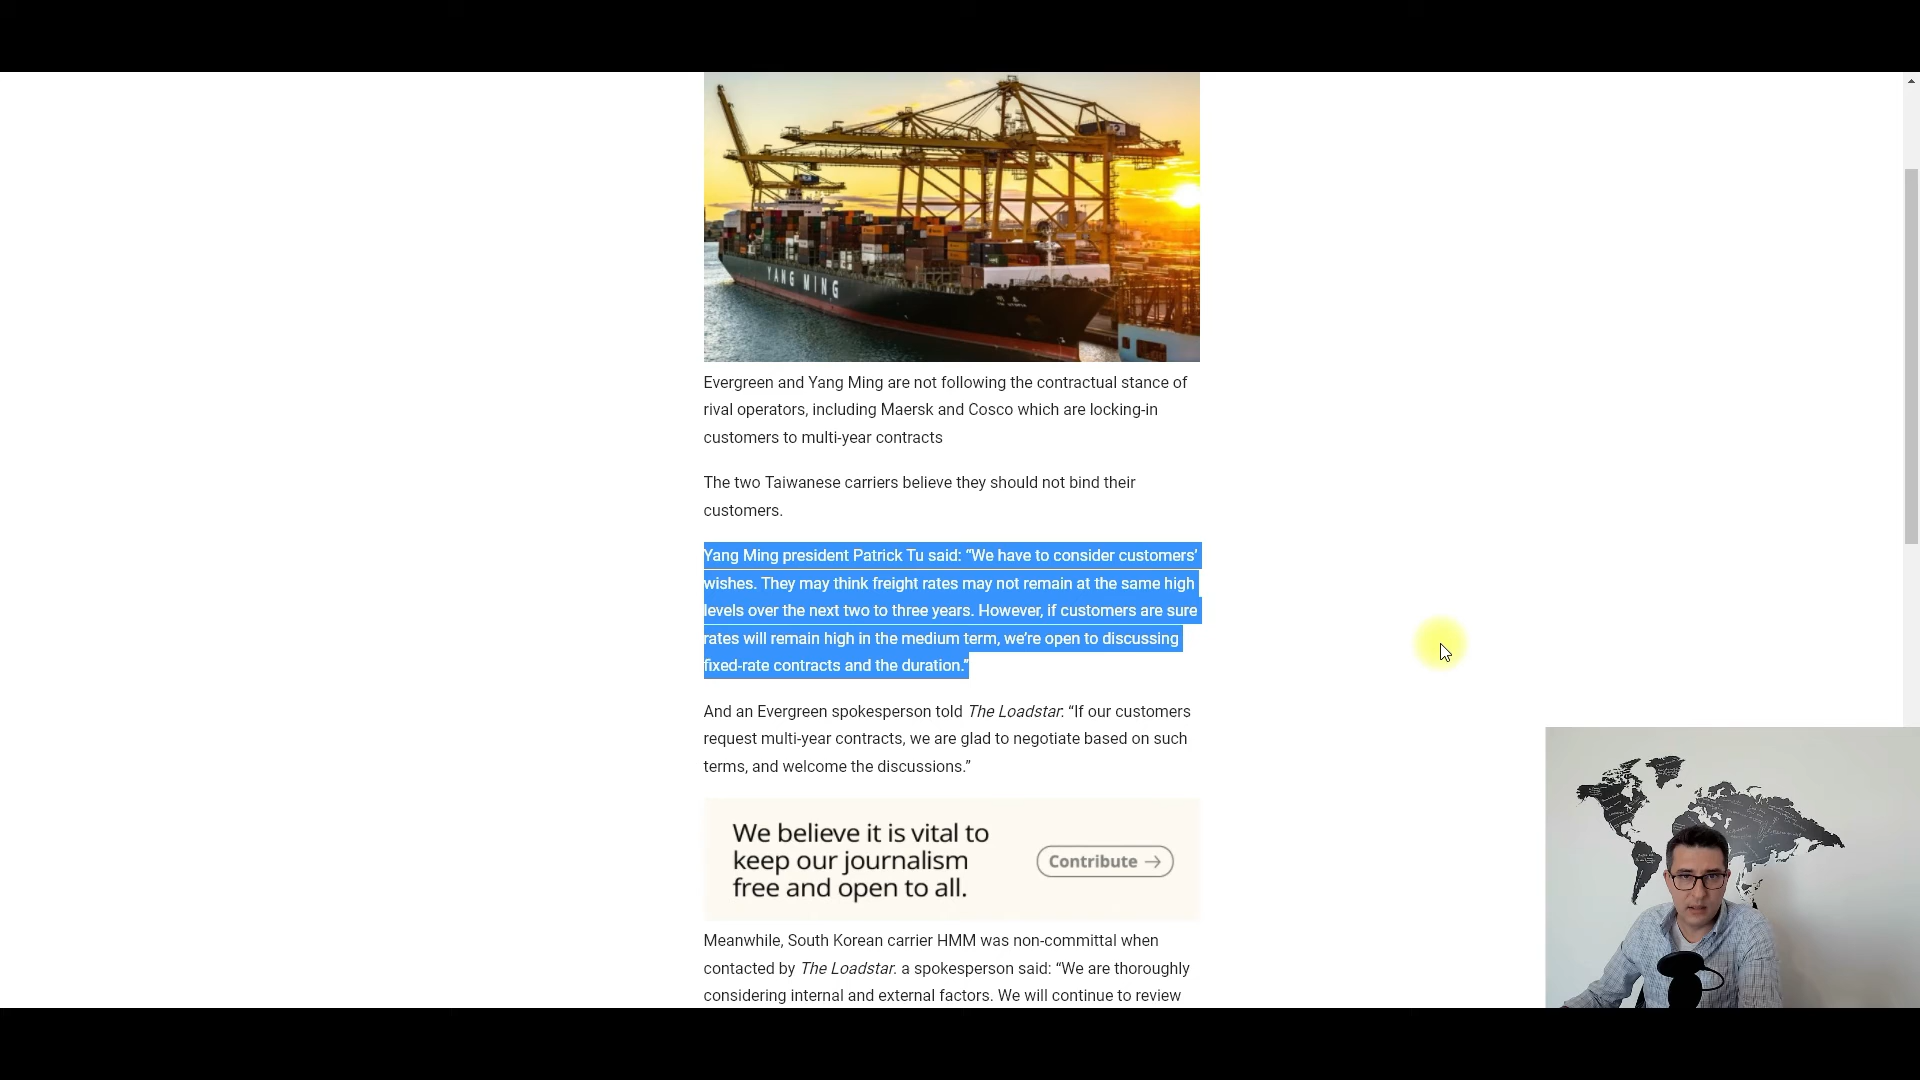 YANG MING
Evergreen and Yang Ming are not following the contractual stance of
rival operators, including Maersk and Cosco which are locking-in
customers to multi-year contracts
The two Taiwanese carriers believe they should not bind their
customers.
Yang Ming president Patrick Tu said: “We have to consider customers’
wishes. They may think freight rates may not remain at the same high
levels over the next two to three years. However, if customers are sure
rates will remain high in the medium term, we’re open to discussing
fixed-rate contracts and the duration.”
And an Evergreen spokesperson told The Loadstar: “If our customers
request multi-year contracts, we are glad to negotiate based on such
terms, and welcome the discussions.”
We believe it is vital to
keep our journalism
free and open to all.
Contribute →
Meanwhile, South Korean carrier HMM was non-committal when
contacted by The Loadstar. a spokesperson said: “We are thoroughly
considering internal and external factors. We will continue to review